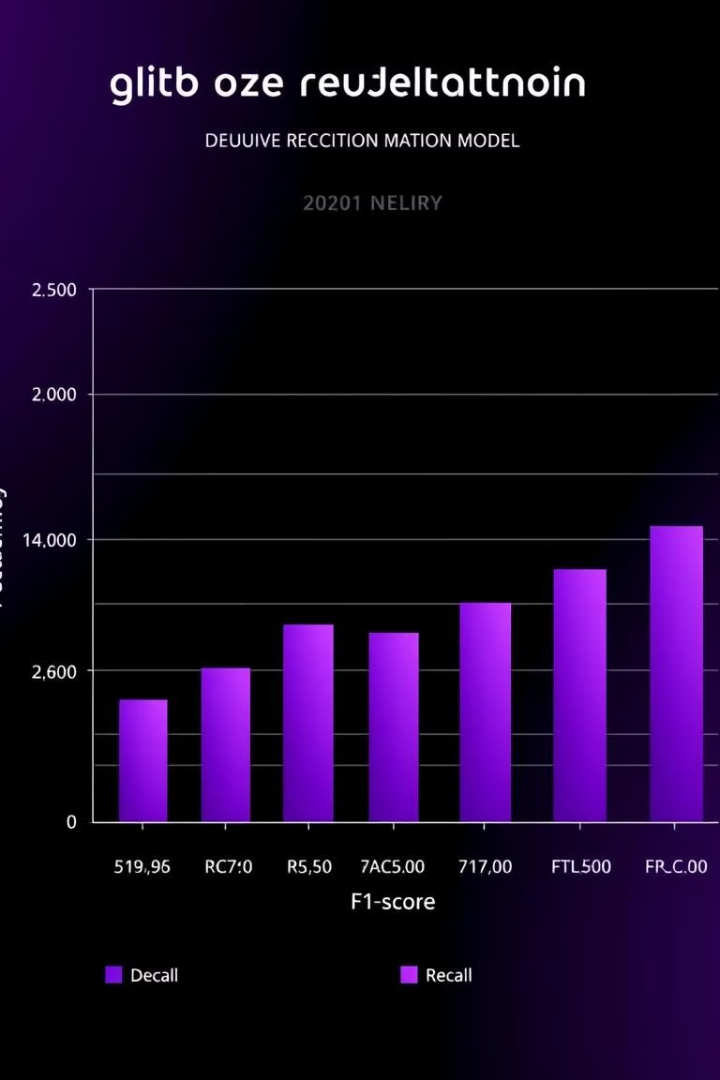 glitb oze reuJeltattnoin
DEUUIVE RECCITION MATION MODEL
20201 NELIRY
2.500
2.000
14,000
2,600
0
519,,96 RC7:0 R5,50 7AC5.00 717,00 FTL500 FR_C.00
F1-score
Decall Recall